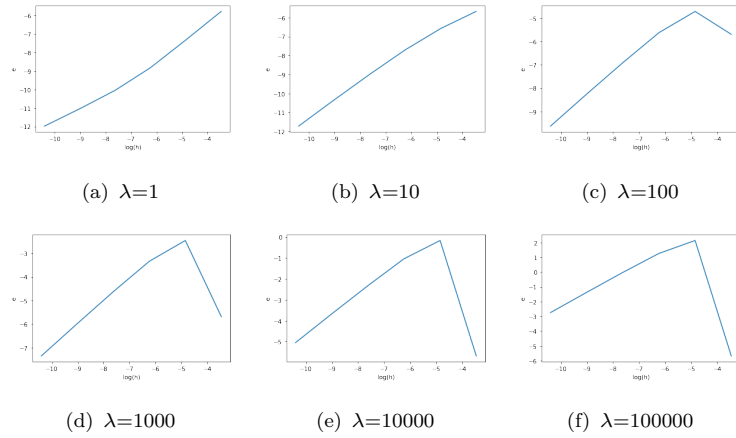 −6
−7
−8
−9
−10
−11
−12
e
−10 −9 −8 −7 −6 −5 −4
log(h)
(a) λ=1
−6
−7
−8
−9
−10
−11
−12
e
−10 −9 −8 −7 −6 −5 −4
log(h)
(b) λ=10
−5
−6
−7
−8
−9
e
−10 −9 −8 −7 −6 −5 −4
log(h)
(c) λ=100
−3
−4
−5
−6
−7
e
−10 −9 −8 −7 −6 −5 −4
log(h)
(d) λ=1000
0
−1
−2
−3
−4
−5
e
−10 −9 −8 −7 −6 −5 −4
log(h)
(e) λ=10000
2
1
0
−1
−2
−3
−4
−5
−6
e
−10 −9 −8 −7 −6 −5 −4
log(h)
(f) λ=100000